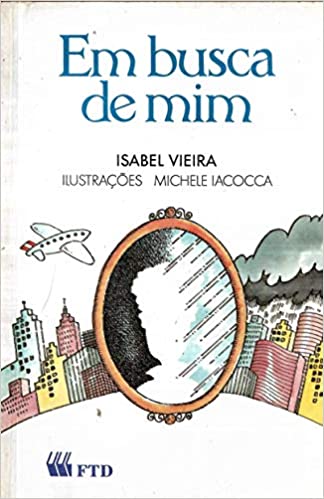 Em busca
de mim
ISABEL VIEIRA
ILUSTRAÇÕES MICHELE IACOCCA
FTD